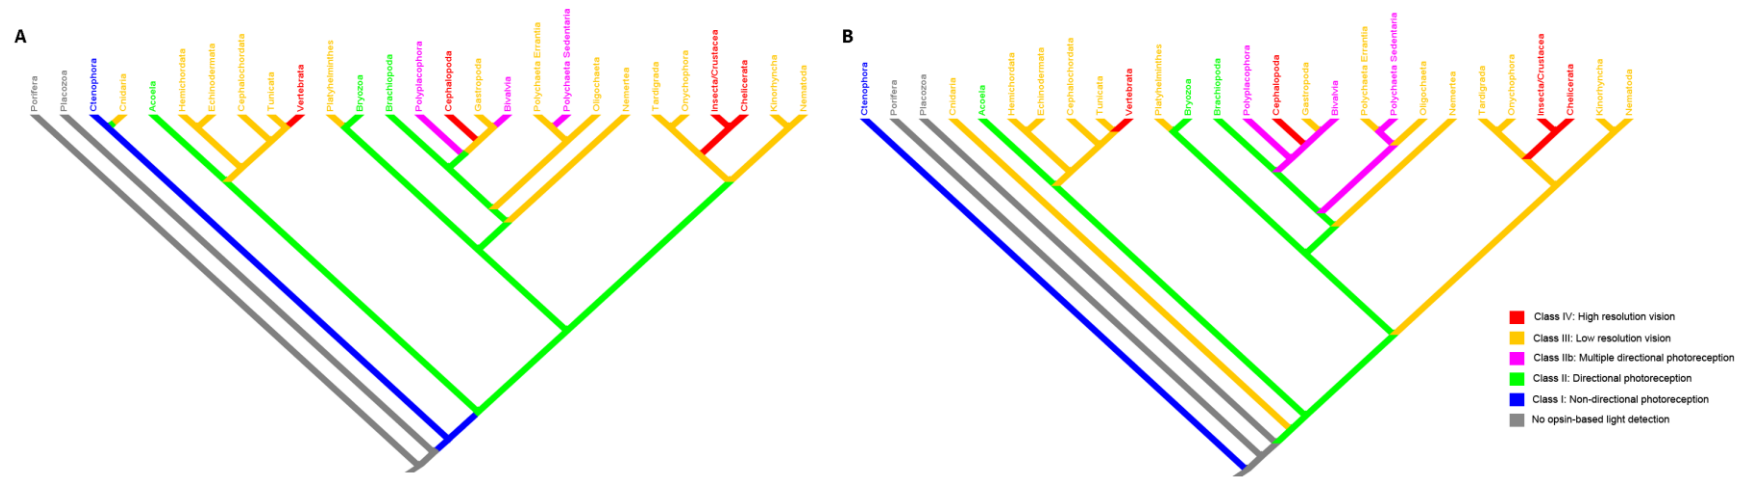 A
Porifera
Placozoa
Ctenophora
Cnidaria
Acoela
Hemichordata
Echinodermata
Cephalochordata
Tunicata
Vertebrata
Platyhelminthes
Bryozoa
Brachiopoda
Polyplacophora
Cephalopoda
Gastropoda
Bivalvia
Polychaeta Errantia
Polychaeta Sedentaria
Oligochaeta
Nemertea
Tardigrada
Onychophora
Insecta/Crustacea
Chelicerata
Kinorhyncha
Nematoda
B
Ctenophora
Porifera
Placozoa
Cnidaria
Acoela
Hemichordata
Echinodermata
Cephalochordata
Tunicata
Vertebrata
Platyhelminthes
Bryozoa
Brachiopoda
Polyplacophora
Cephalopoda
Gastropoda
Bivalvia
Polychaeta Errantia
Polychaeta Sedentaria
Oligochaeta
Nemertea
Tardigrada
Onychophora
Insecta/Crustacea
Chelicerata
Kinorhyncha
Nematoda
Class IV: High resolution vision
Class III: Low resolution vision
Class IIb: Multiple directional photoreception
Class II: Directional photoreception
Class I: Non-directional photoreception
No opsin-based light detection